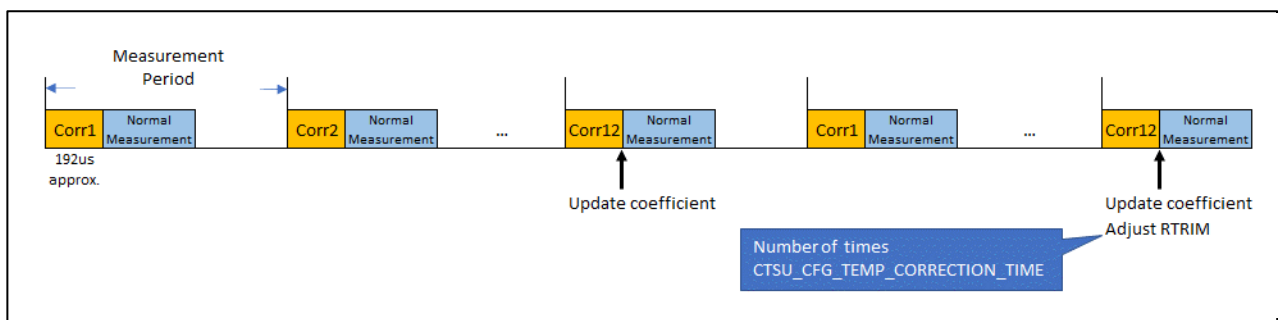 Measurement
Period
Corr1
Normal
Measurement
Corr2
Normal
Measurement
...
Corr12
Normal
Measurement
Corr1
Normal
Measurement
...
Corr12
Normal
Measurement
192us
approx.
Update coefficient
Update coefficient
Adjust RTRIM
Number of times
CTSU_CFG_TEMP_CORRECTION_TIME